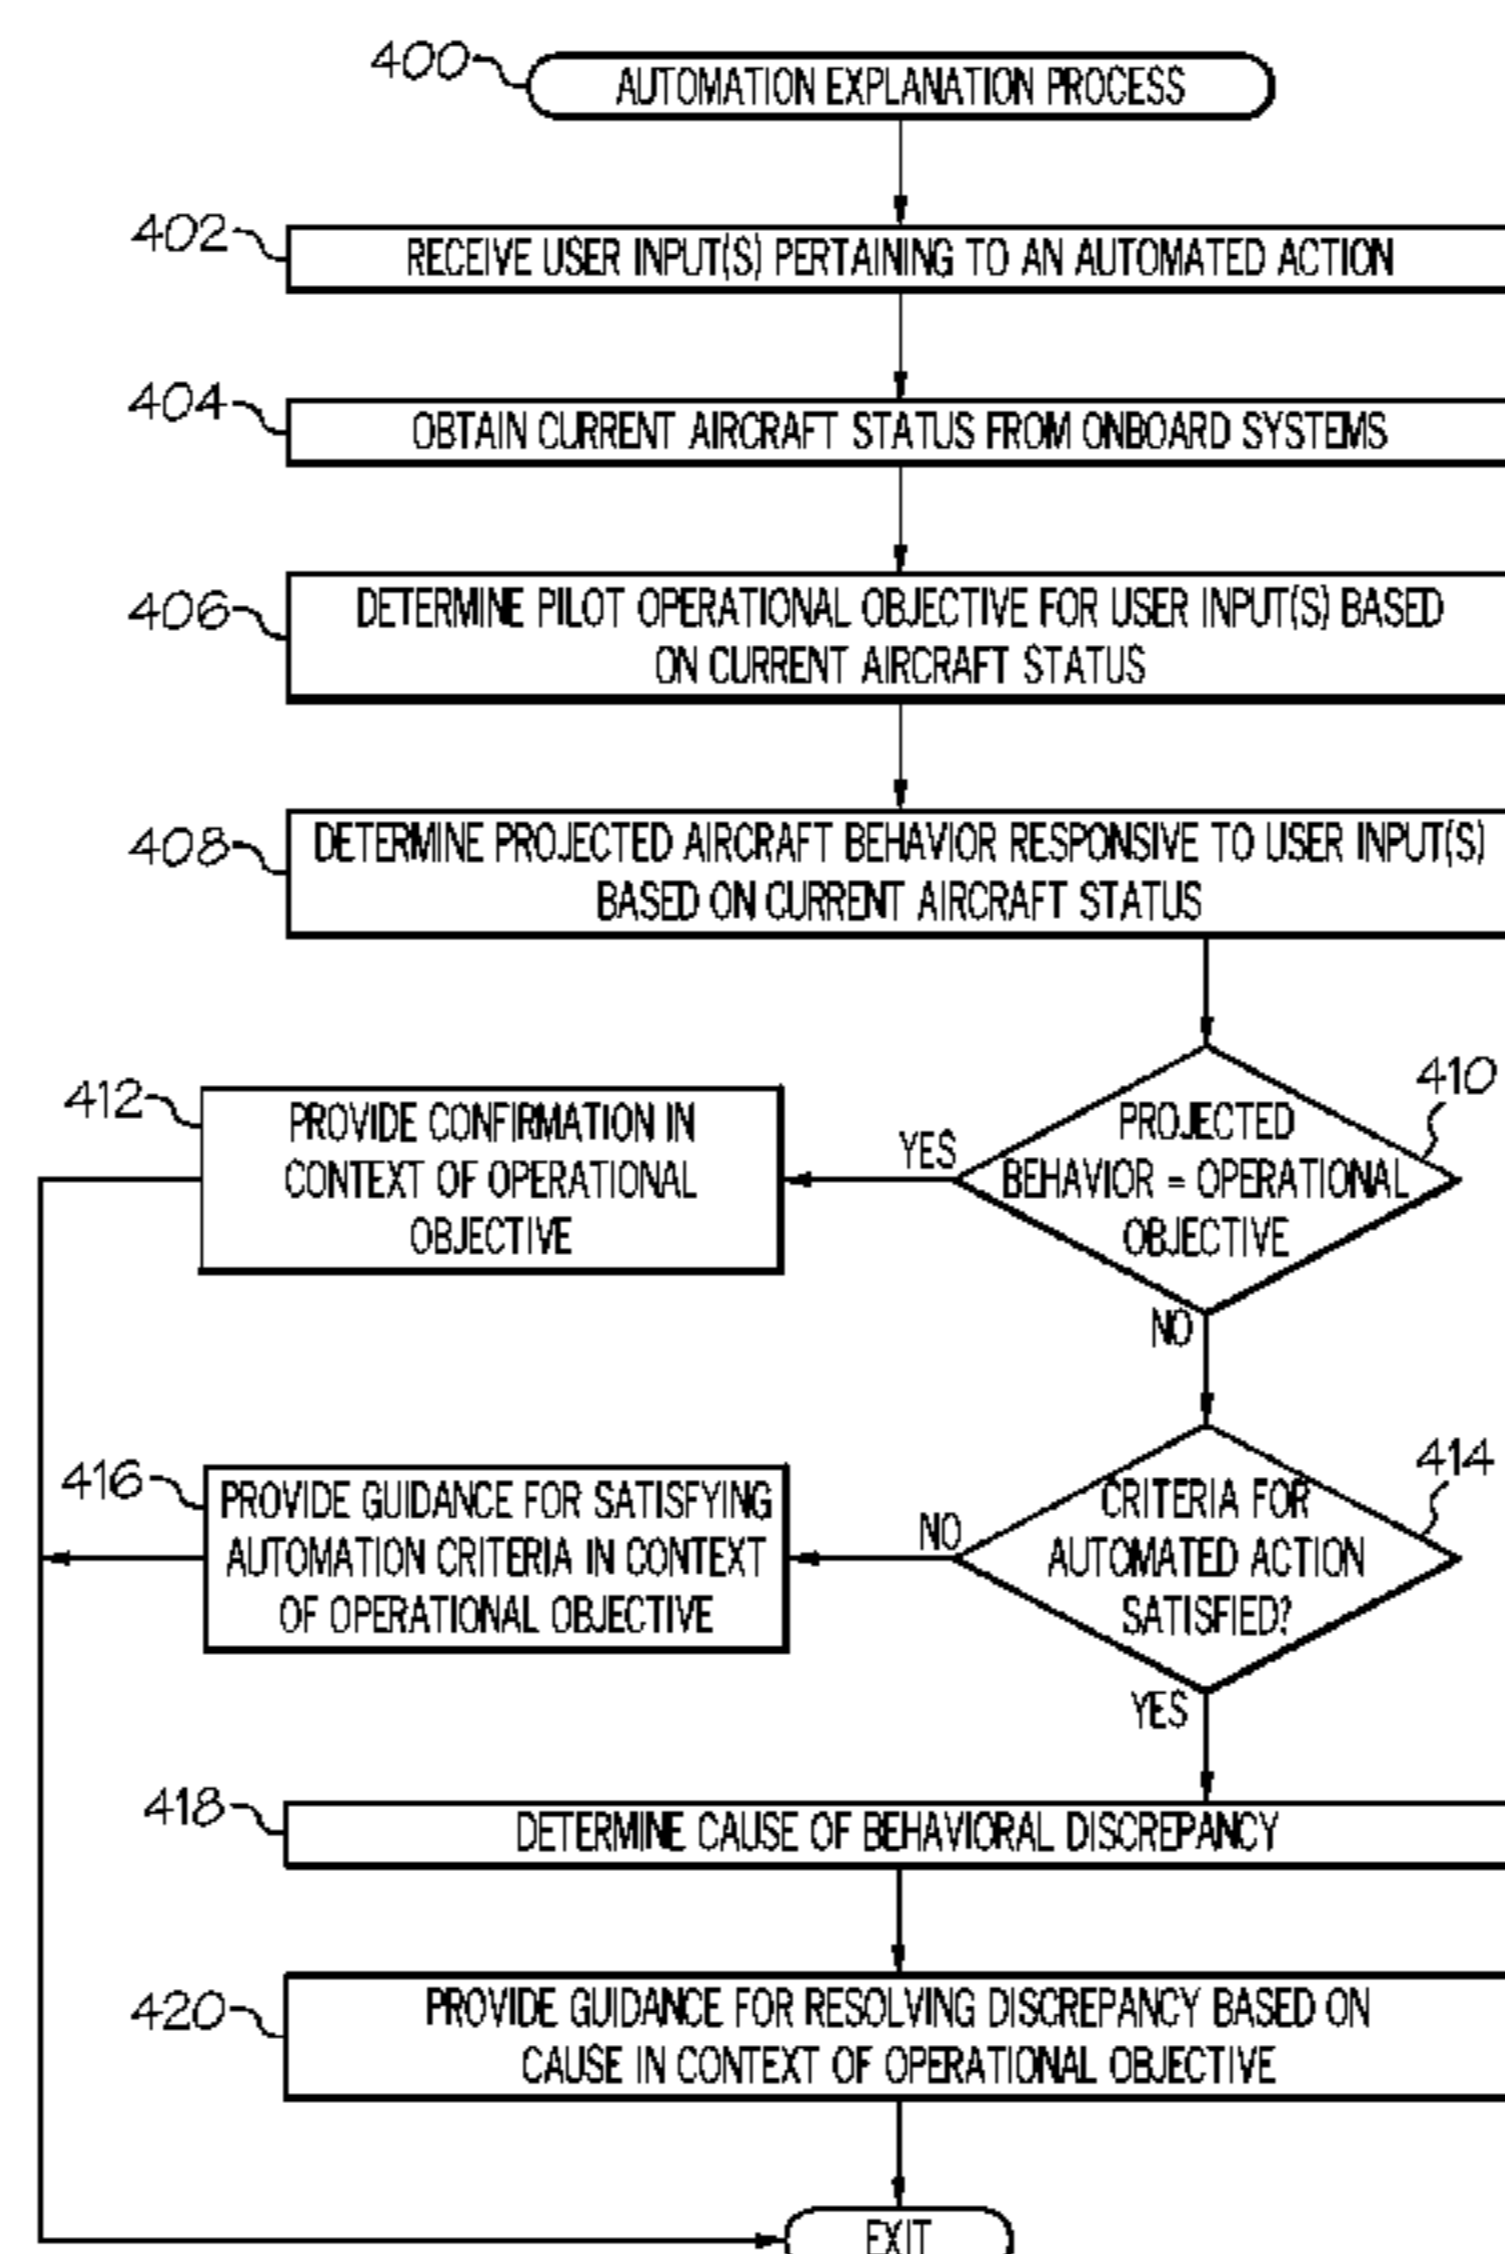 400
AUTOMATION EXPLANATION PROCESS
402
RECEIVE USER INPUT(S) PERTAINING TO AN AUTOMATED ACTION
404
OBTAIN CURRENT AIRCRAFT STATUS FROM ONBOARD SYSTEMS
406
DETERMINE PILOT OPERATIONAL OBJECTIVE FOR USER INPUT(S) BASED
ON CURRENT AIRCRAFT STATUS
408
DETERMINE PROJECTED AIRCRAFT BEHAVIOR RESPONSIVE TO USER INPUT(S)
BASED ON CURRENT AIRCRAFT STATUS
410
PROJECTED
BEHAVIOR = OPERATIONAL
OBJECTIVE
YES
412
PROVIDE CONFIRMATION IN
CONTEXT OF OPERATIONAL
OBJECTIVE
NO
414
CRITERIA FOR
AUTOMATED ACTION
SATISFIED?
NO
416
PROVIDE GUIDANCE FOR SATISFYING
AUTOMATION CRITERIA IN CONTEXT
OF OPERATIONAL OBJECTIVE
YES
418
DETERMINE CAUSE OF BEHAVIORAL DISCREPANCY
420
PROVIDE GUIDANCE FOR RESOLVING DISCREPANCY BASED ON
CAUSE IN CONTEXT OF OPERATIONAL OBJECTIVE
EXIT